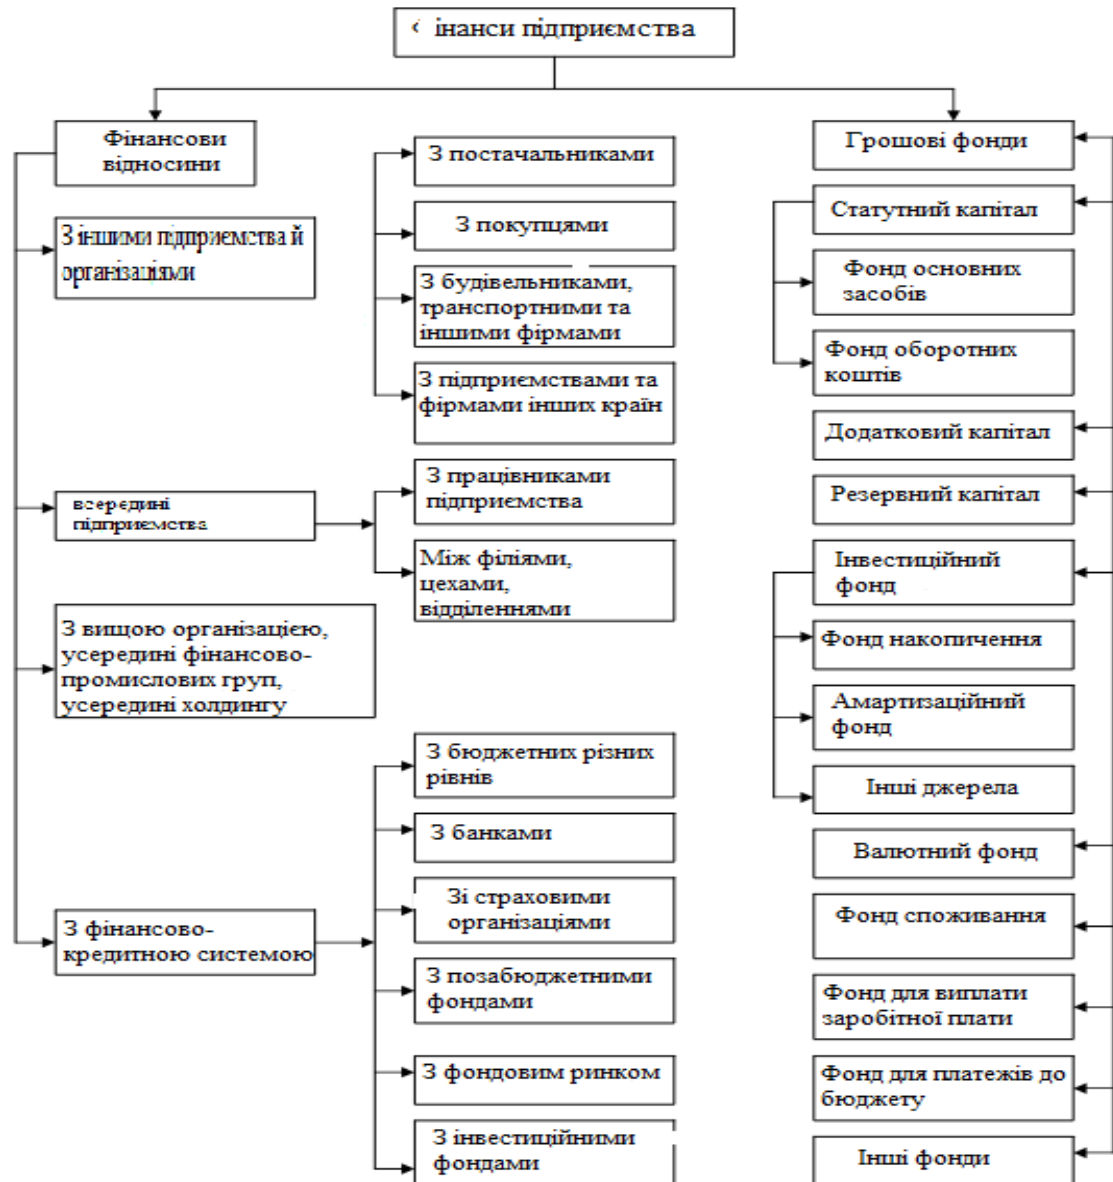 інанси підприємства
Фінансови
відносини
З іншими підприємства й
організаціями
всередині
підприємства
З вищою організацією,
усередині фінансово-
промислових груп,
усередині холдингу
З фінансово-
кредитною системою
З постачальниками
З покупцями
З будівельниками,
транспортними та
іншими фірмами
З підприємствами та
фірмами інших країн
З працівниками
підприємства
Між філіями,
цехами,
відділеннями
З бюджетних різних
рівнів
З банками
Зі страховими
організаціями
З позабюджетними
фондами
З фондовим ринком
З інвестиційними
фондами
Грошові фонди
Статутний капітал
Фонд основних
засобів
Фонд оборотних
коштів
Додатковий капітал
Резервний капітал
Інвестиційний
фонд
Фонд накопичення
Амартизаційний
фонд
Інші джерела
Валютний фонд
Фонд споживання
Фонд для виплати
заробітної плати
Фонд для платежів до
бюджету
Інші фонди